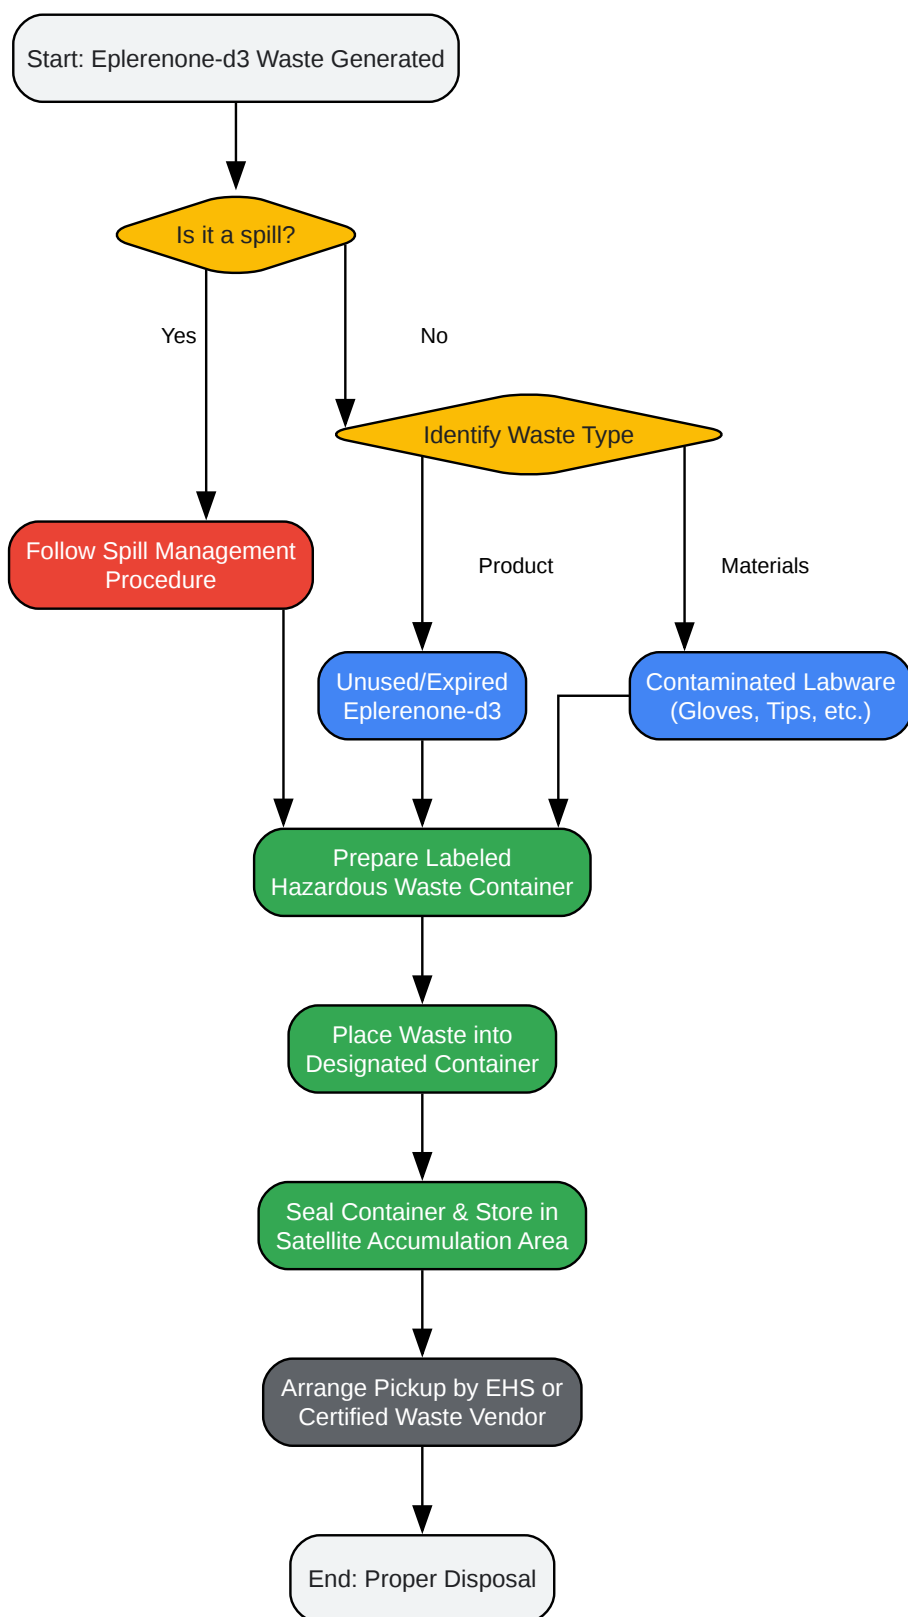 Start: Eplerenone-d3 Waste Generated
Is it a spill?
Yes
No
Identify Waste Type
Follow Spill Management
Procedure
Product
Materials
Unused/Expired
Eplerenone-d3
Contaminated Labware
(Gloves, Tips, etc.)
Prepare Labeled
Hazardous Waste Container
Place Waste into
Designated Container
Seal Container & Store in
Satellite Accumulation Area
Arrange Pickup by EHS or
Certified Waste Vendor
End: Proper Disposal